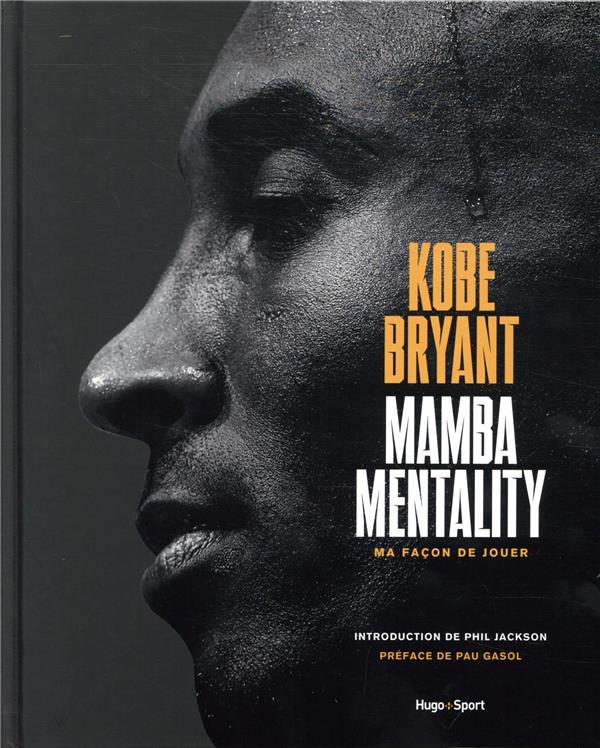 KOBE
BRYANT
MAMBA
MENTALITY
MA FAÇON DE JOUER
INTRODUCTION DE PHIL JACKSON
PRÉFACE DE PAU GASOL
Hugo+Sport